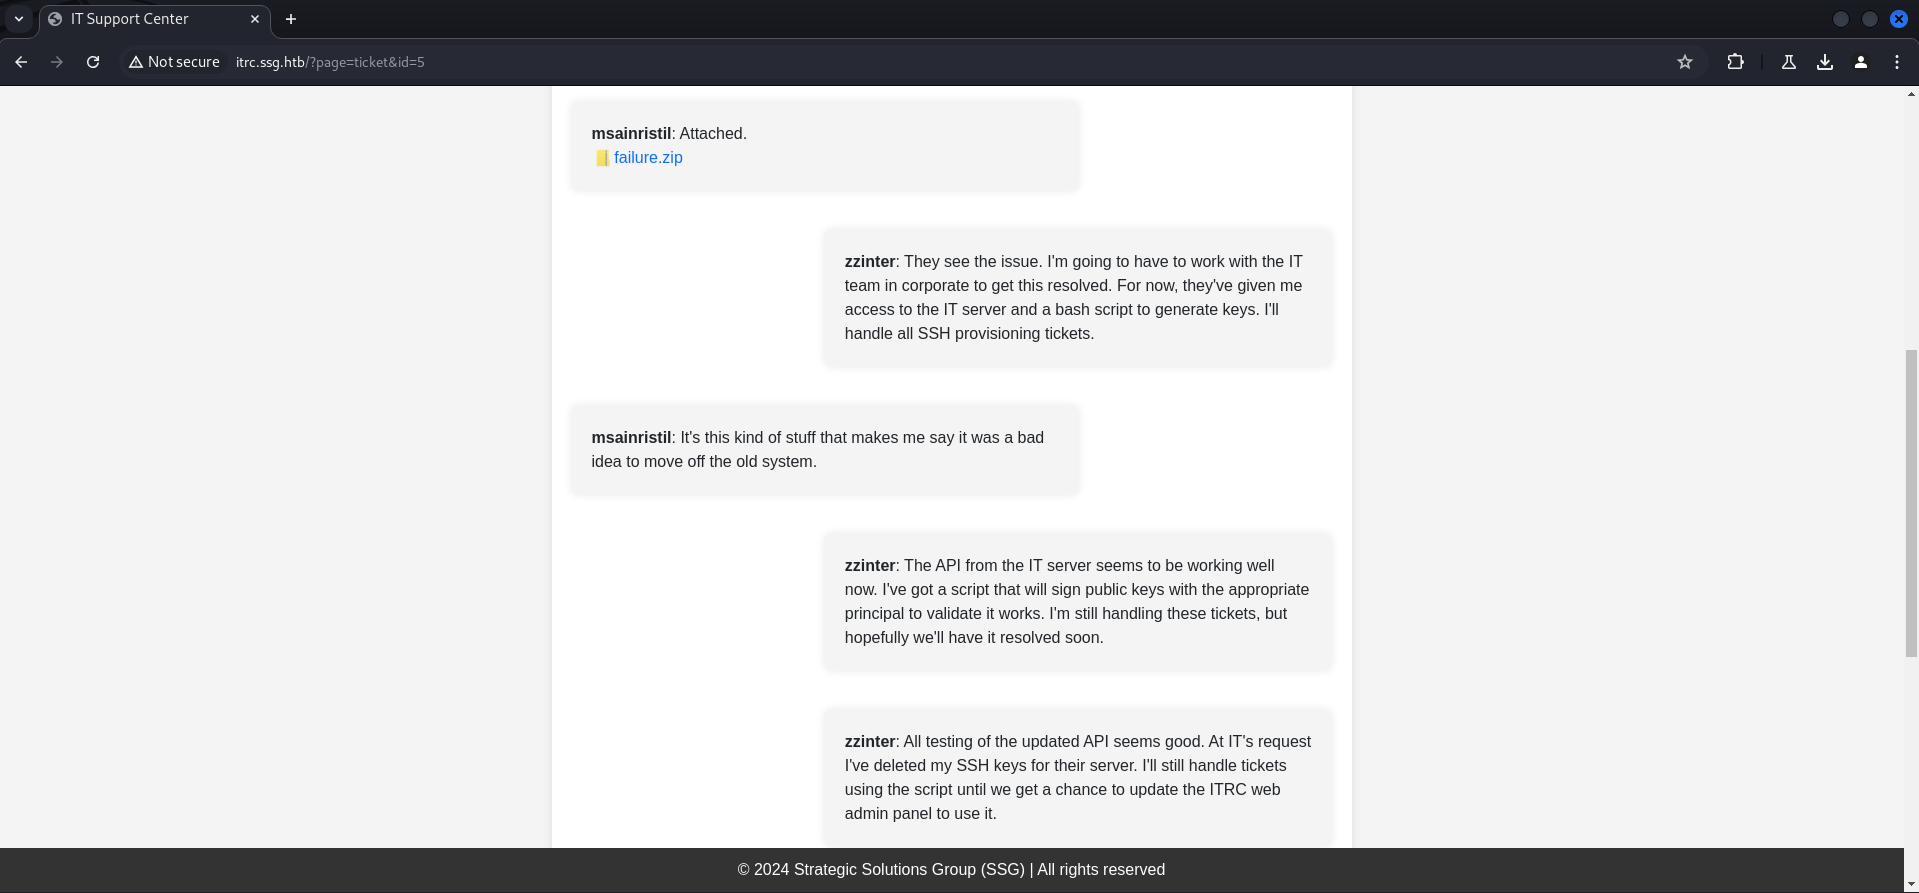 IT Support Center
Not secure
itrc.ssg.htb/?page=ticket&id=5
msainristil: Attached.
failure.zip
zzinter: They see the issue. I'm going to have to work with the IT
team in corporate to get this resolved. For now, they've given me
access to the IT server and a bash script to generate keys. I'll
handle all SSH provisioning tickets.
msainristil: It's this kind of stuff that makes me say it was a bad
idea to move off the old system.
zzinter: The API from the IT server seems to be working well
now. I've got a script that will sign public keys with the appropriate
principal to validate it works. I'm still handling these tickets, but
hopefully we'll have it resolved soon.
zzinter: All testing of the updated API seems good. At IT's request
I've deleted my SSH keys for their server. I'll still handle tickets
using the script until we get a chance to update the ITRC web
admin panel to use it.
© 2024 Strategic Solutions Group (SSG) | All rights reserved